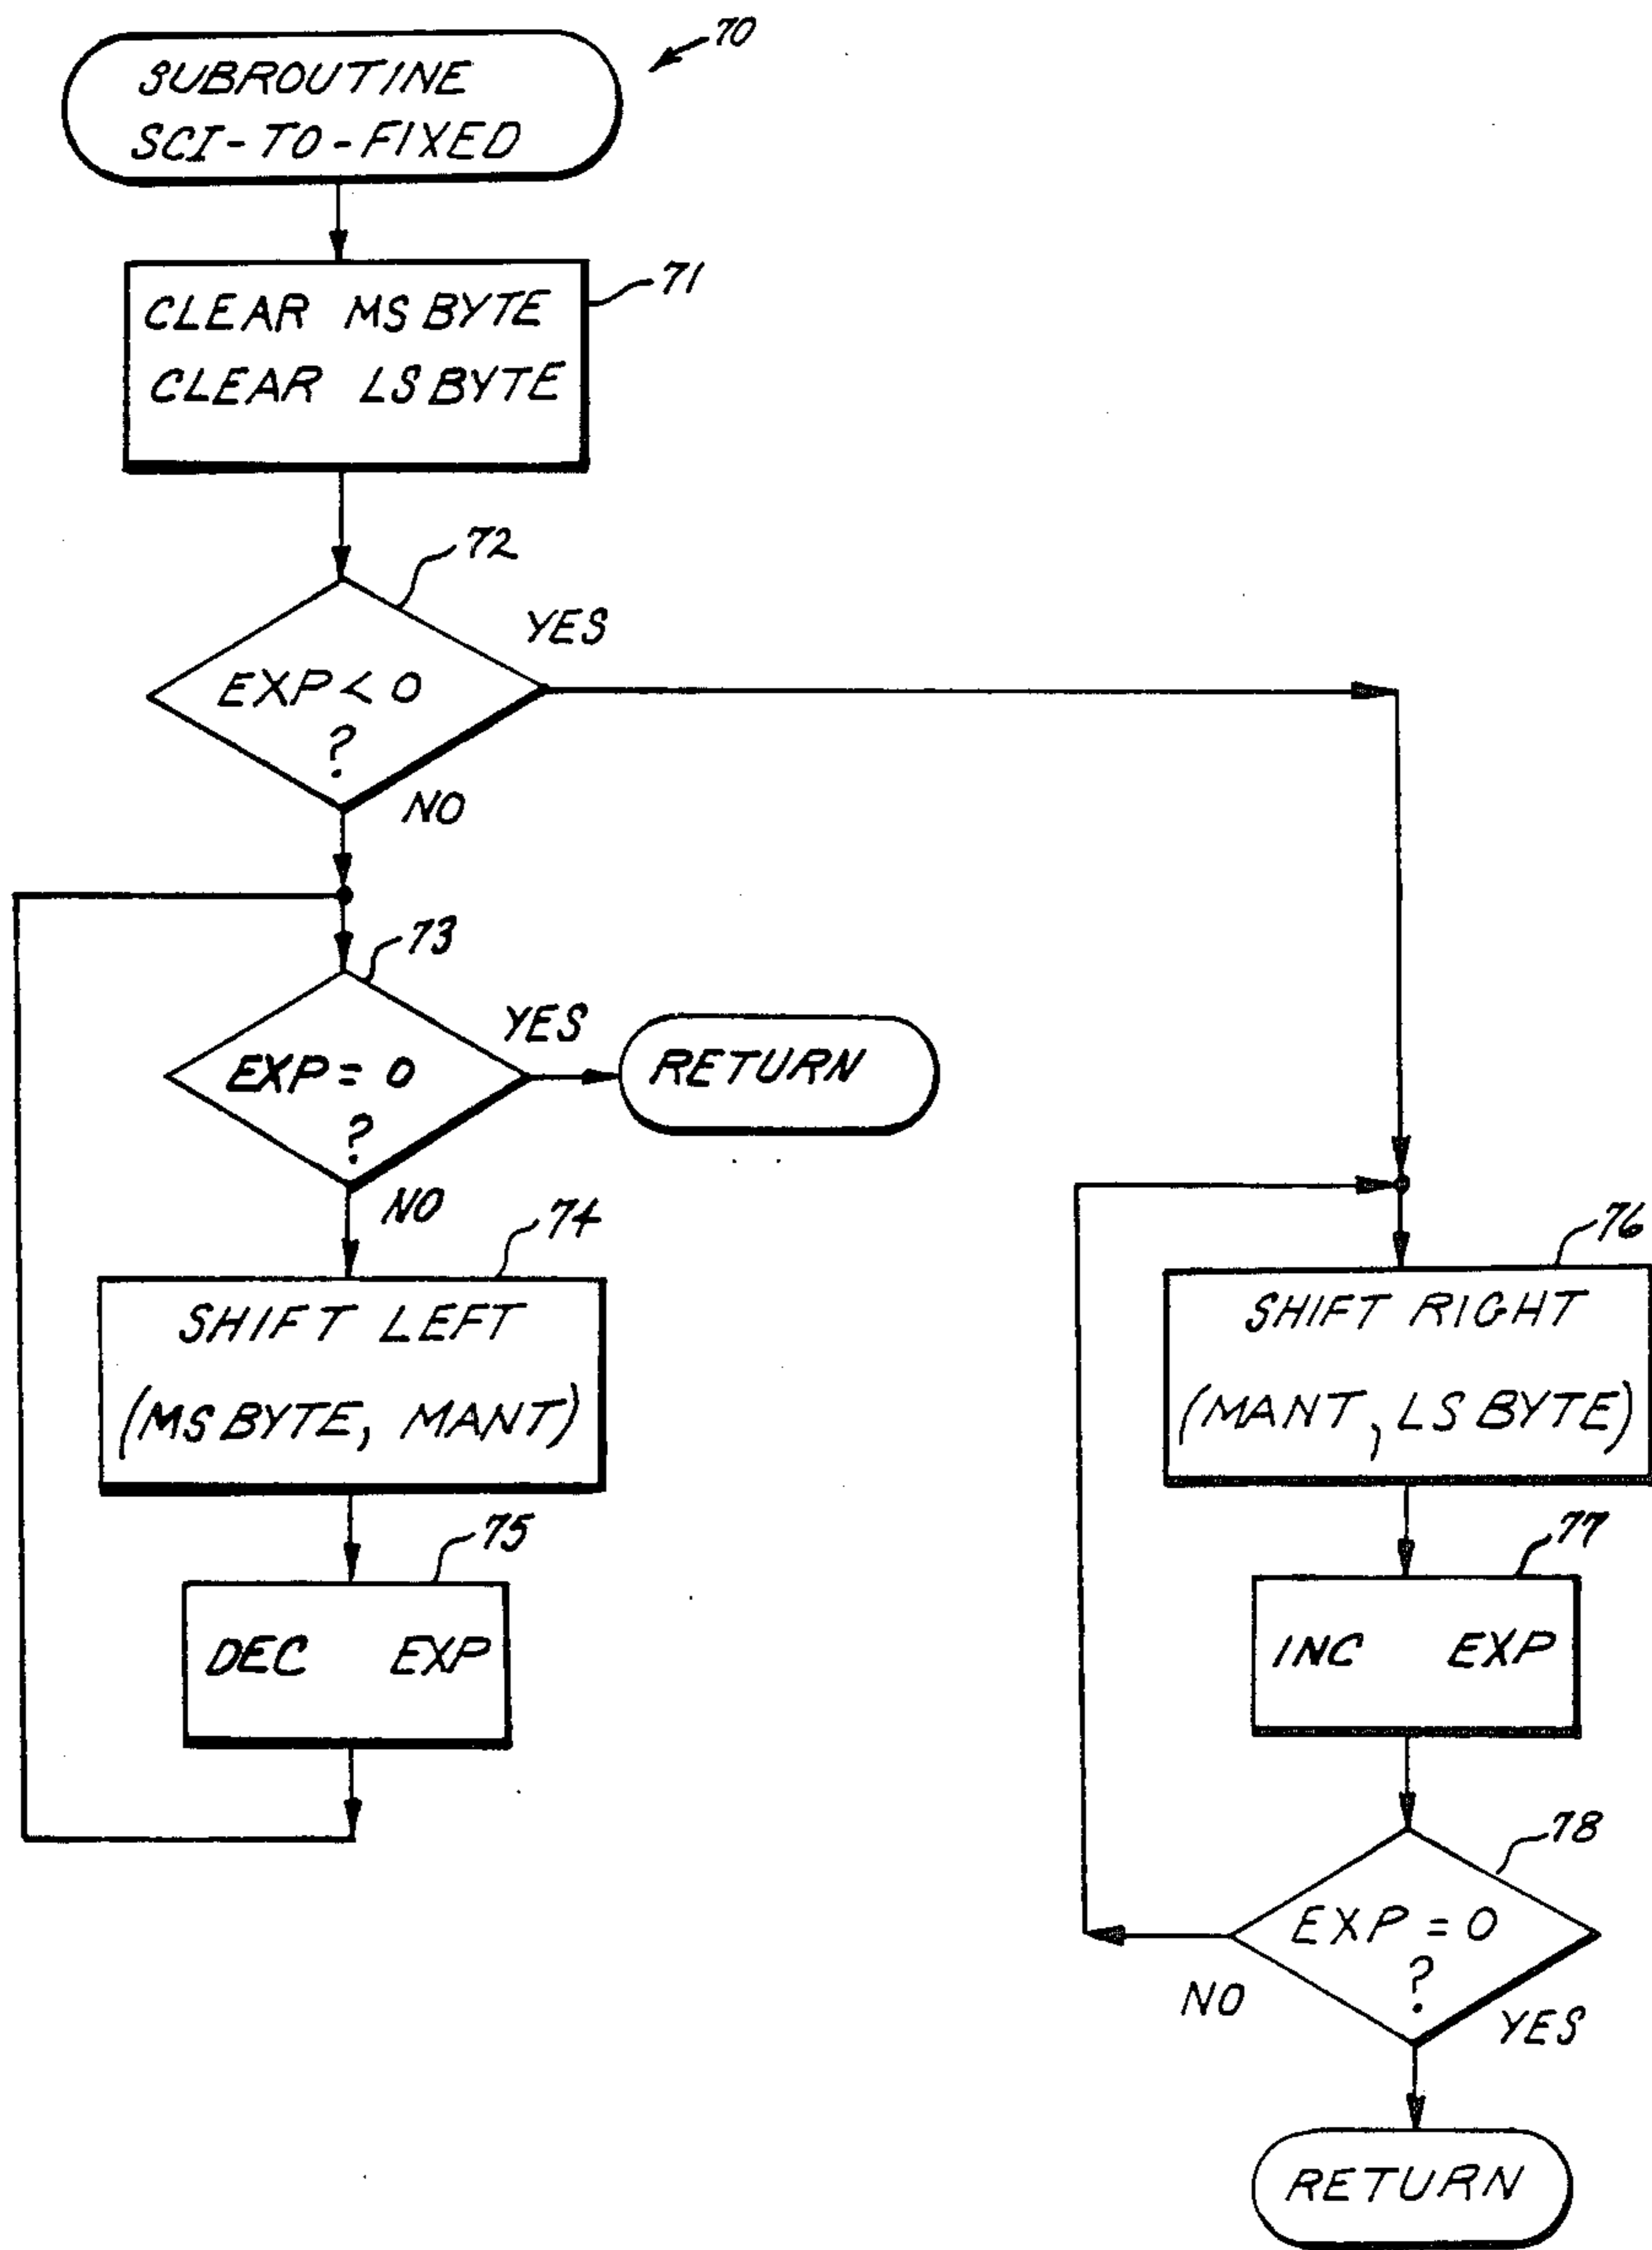 70
SUBROUTINE
SCI-TO-FIXED
71
CLEAR MS BYTE
CLEAR LS BYTE
72
YES
EXP < 0
?
NO
73
YES
EXP = 0
?
RETURN
NO
74
SHIFT LEFT
(MS BYTE, MANT)
75
DEC EXP
76
SHIFT RIGHT
(MANT, LS BYTE)
77
INC EXP
78
EXP = 0
?
NO
YES
RETURN